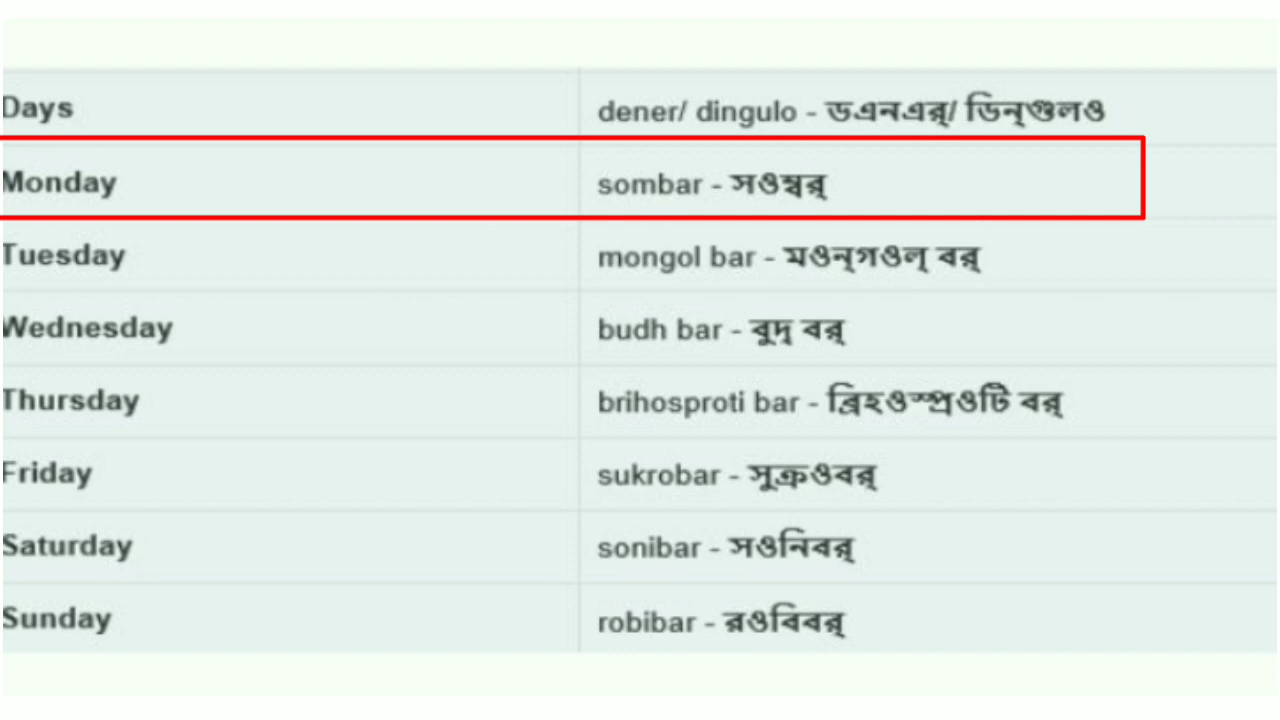 Days dener/ dingulo - ডএনএর্/ ডিন্গুলও
Monday sombar - সওম্বর্
Tuesday mongol bar - মওন্গওল্ বর্
Wednesday budh bar - বুদ্ বর্
Thursday brihosproti bar - ব্রিহওস্প্রওটি বর্
Friday sukrobar - সুক্রওবর্
Saturday sonibar - সওনিবর্
Sunday robibar - রওবিবর্